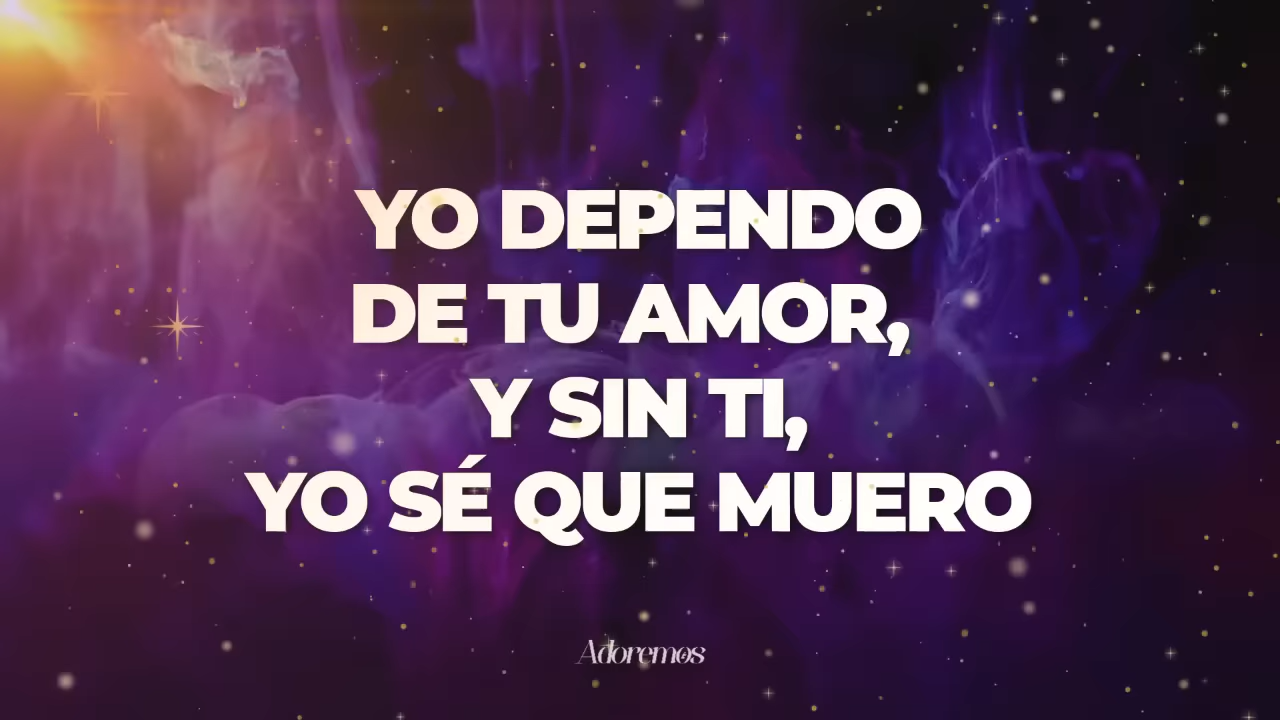 YO DEPENDO
DE TU AMOR,
Y SIN TI,
YO SÉ QUE MUERO
Adoremos